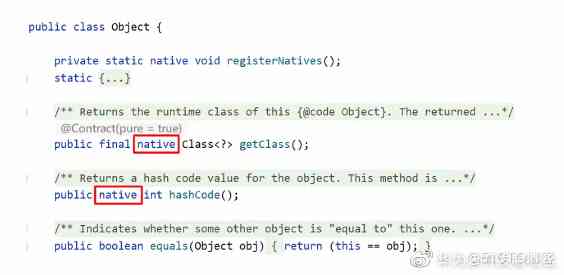 public class Object {
private static native void registerNatives();
static {...}
/** Returns the runtime class of this {@code Object}. The returned ...*/
@Contract(pure = true)
public final native Class<?> getClass();
/** Returns a hash code value for the object. This method is ...*/
public native int hashCode();
/** Indicates whether some other object is "equal to" this one. ...*/
public boolean equals(Object obj) { return (this == obj); }